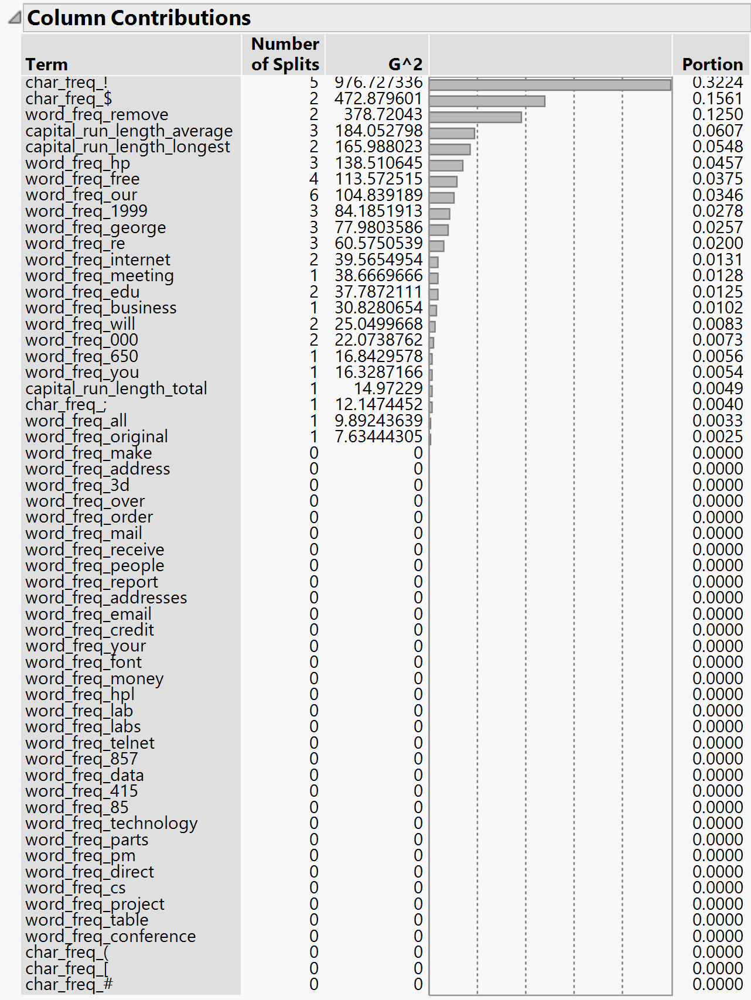 Column Contributions
Term Number of Splits G^2 Portion
char_freq_! 5 976.727336 0.3224
char_freq_$ 2 472.879601 0.1561
word_freq_remove 2 378.72043 0.1250
capital_run_length_average 3 184.052798 0.0607
capital_run_length_longest 2 165.988023 0.0548
word_freq_hp 3 138.510645 0.0457
word_freq_free 4 113.572515 0.0375
word_freq_our 6 104.839189 0.0346
word_freq_1999 3 84.1851913 0.0278
word_freq_george 3 77.9803586 0.0257
word_freq_re 3 60.5750539 0.0200
word_freq_internet 2 39.5654954 0.0131
word_freq_meeting 1 38.6669666 0.0128
word_freq_edu 2 37.7872111 0.0125
word_freq_business 1 30.8280654 0.0102
word_freq_will 2 25.0499668 0.0083
word_freq_000 2 22.0738762 0.0073
word_freq_650 1 16.8429578 0.0056
word_freq_you 1 16.3287166 0.0054
capital_run_length_total 1 14.97229 0.0049
char_freq_; 1 12.1474452 0.0040
word_freq_all 1 9.89243639 0.0033
word_freq_original 1 7.63444305 0.0025
word_freq_make 0 0 0.0000
word_freq_address 0 0 0.0000
word_freq_3d 0 0 0.0000
word_freq_over 0 0 0.0000
word_freq_order 0 0 0.0000
word_freq_mail 0 0 0.0000
word_freq_receive 0 0 0.0000
word_freq_people 0 0 0.0000
word_freq_report 0 0 0.0000
word_freq_addresses 0 0 0.0000
word_freq_email 0 0 0.0000
word_freq_credit 0 0 0.0000
word_freq_your 0 0 0.0000
word_freq_font 0 0 0.0000
word_freq_money 0 0 0.0000
word_freq_hpl 0 0 0.0000
word_freq_lab 0 0 0.0000
word_freq_labs 0 0 0.0000
word_freq_telnet 0 0 0.0000
word_freq_857 0 0 0.0000
word_freq_data 0 0 0.0000
word_freq_415 0 0 0.0000
word_freq_85 0 0 0.0000
word_freq_technology 0 0 0.0000
word_freq_parts 0 0 0.0000
word_freq_pm 0 0 0.0000
word_freq_direct 0 0 0.0000
word_freq_cs 0 0 0.0000
word_freq_project 0 0 0.0000
word_freq_table 0 0 0.0000
word_freq_conference 0 0 0.0000
char_freq_( 0 0 0.0000
char_freq_[ 0 0 0.0000
char_freq_# 0 0 0.0000